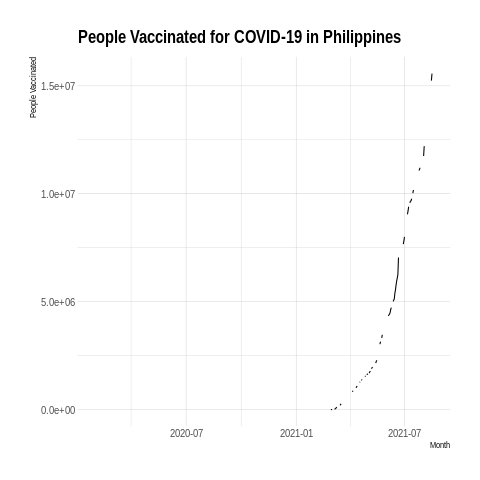 People Vaccinated for COVID-19 in Philippines
People Vaccinated
1.5e+07
1.0e+07
5.0e+06
0.0e+00
2020-07
2021-01
2021-07
Month